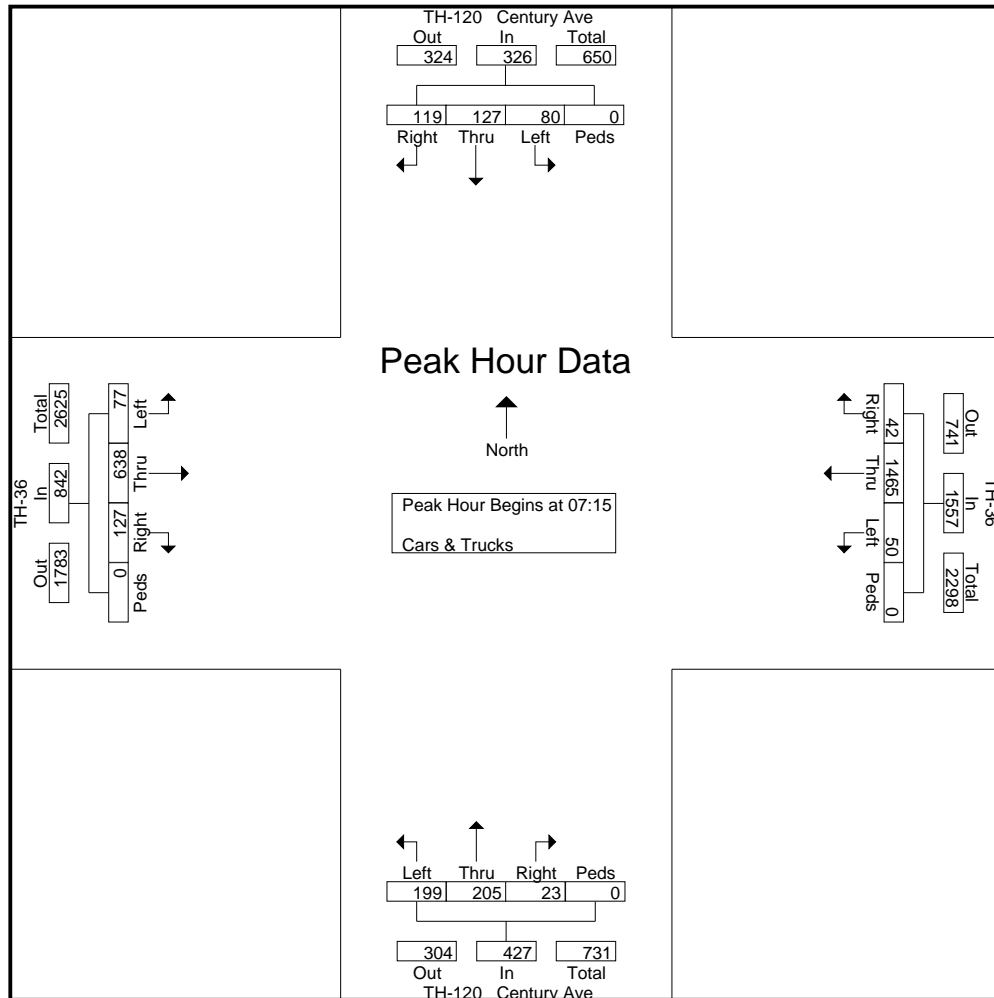 TH-120 Century Ave
Out In Total
324 326 650
119 127 80 0
Right Thru Left Peds
Peak Hour Data
North
Peak Hour Begins at 07:15
Cars & Trucks
TH-36
Total In Out
2625 842 1783
77 638 127 0
Left Thru Right Peds
Right Thru Left Peds
42 1465 50 0
Out In Total
741 1557 2298
TH-36
Left Thru Right Peds
199 205 23 0
304 427 731
Out In Total
TH-120 Century Ave